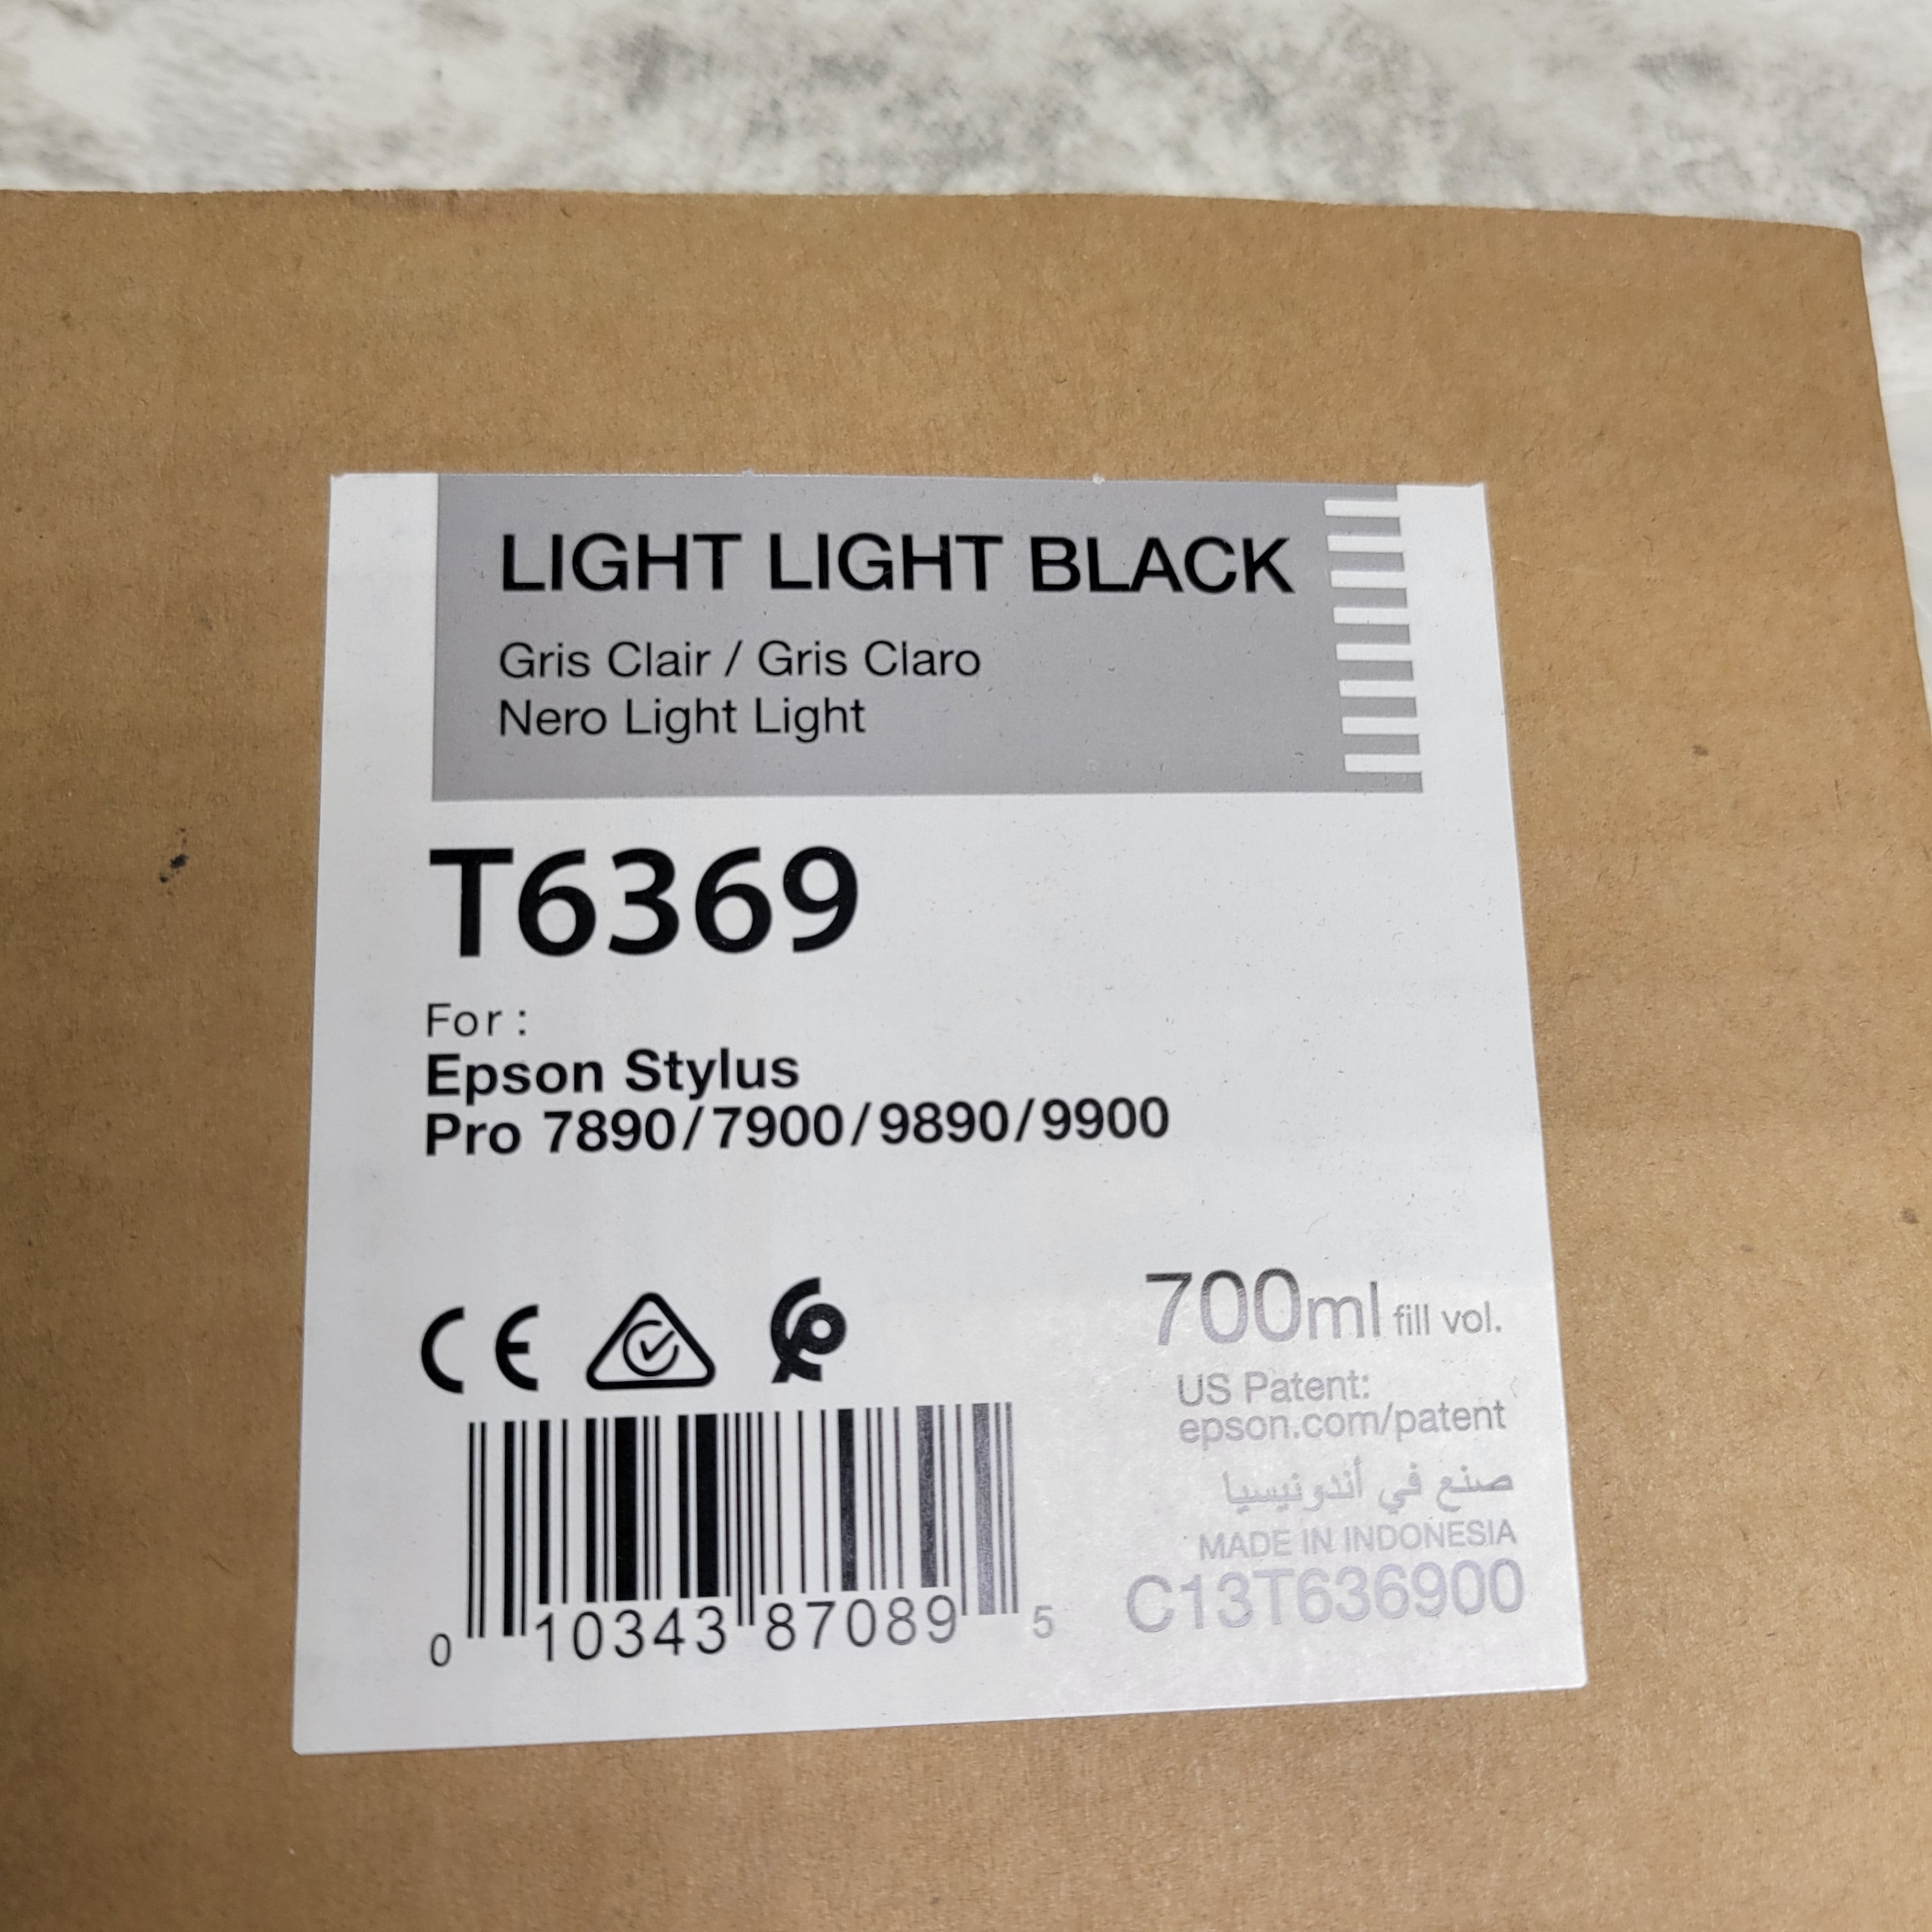 LIGHT LIGHT BLACK
Gris Clair / Gris Claro
Nero Light Light
T6369
For :
Epson Stylus
Pro 7890/7900/9890/9900
CE
700ml fill vol.
US Patent:
epson.com/patent
صنع في أندونيسيا
MADE IN INDONESIA
C13T636900
0 10343 87089 5